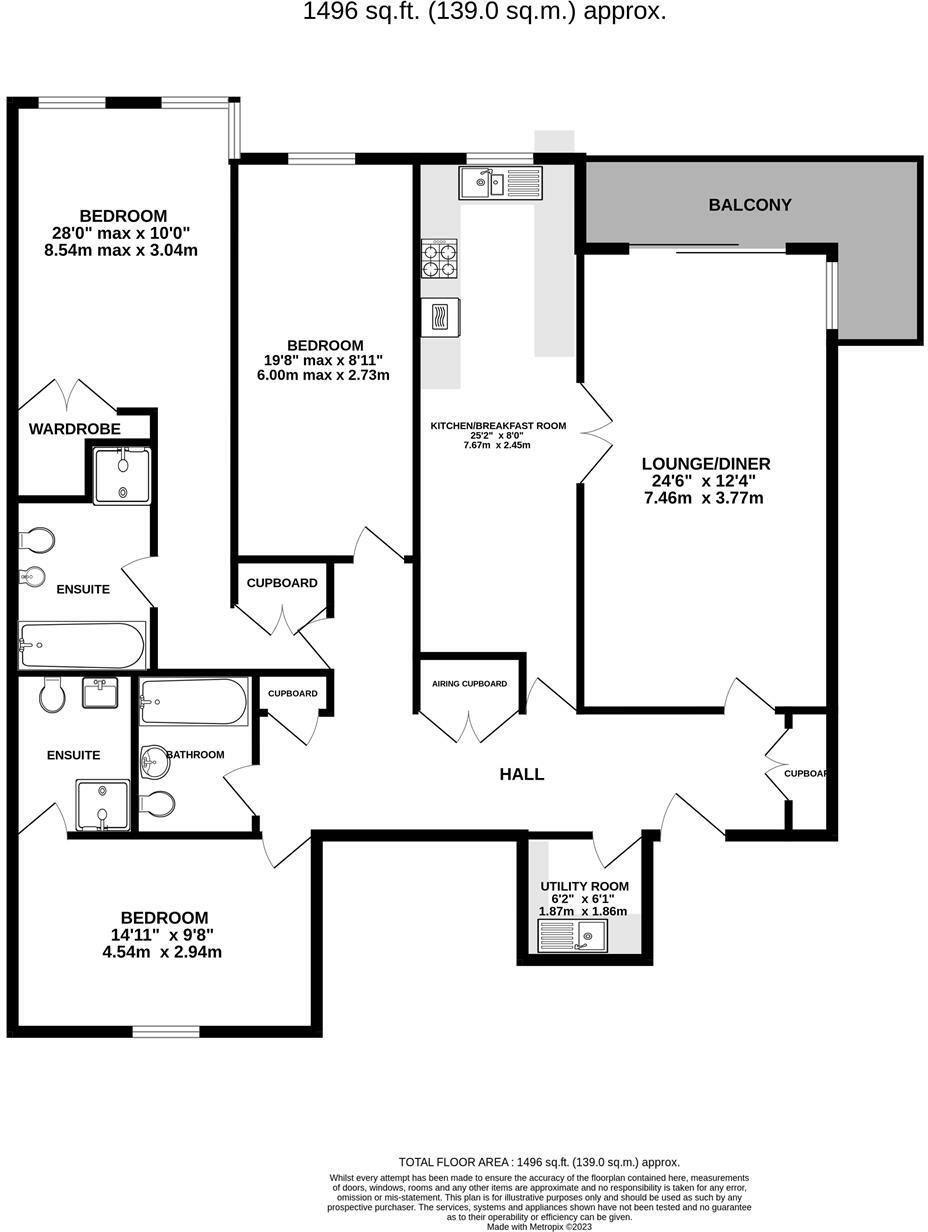 1496 sq.ft. (139.0 sq.m.) approx.
BEDROOM
28'0" max x 10'0"
8.54m max x 3.04m
BALCONY
BEDROOM
19'8" max x 8'11"
6.00m max x 2.73m
WARDROBE
KITCHEN/BREAKFAST ROOM
25'2" x 8'0"
7.67m x 2.45m
LOUNGE/DINER
24'6" x 12'4"
7.46m x 3.77m
ENSUITE
CUPBOARD
CUPBOARD
AIRING CUPBOARD
ENSUITE
BATHROOM
HALL
CUPBOAR
UTILITY ROOM
6'2" x 6'1"
1.87m x 1.86m
BEDROOM
14'11" x 9'8"
4.54m x 2.94m
TOTAL FLOOR AREA : 1496 sq.ft. (139.0 sq.m.) approx.
Whilst every attempt has been made to ensure the accuracy of the floorplan contained here, measurements
of doors, windows, rooms and any other items are approximate and no responsibility is taken for any error,
omission or mis-statement. This plan is for illustrative purposes only and should be used as such by any
prospective purchaser. The services, systems and appliances shown have not been tested and no guarantee
as to their operability or efficiency can be given.
Made with Metropix ©2023